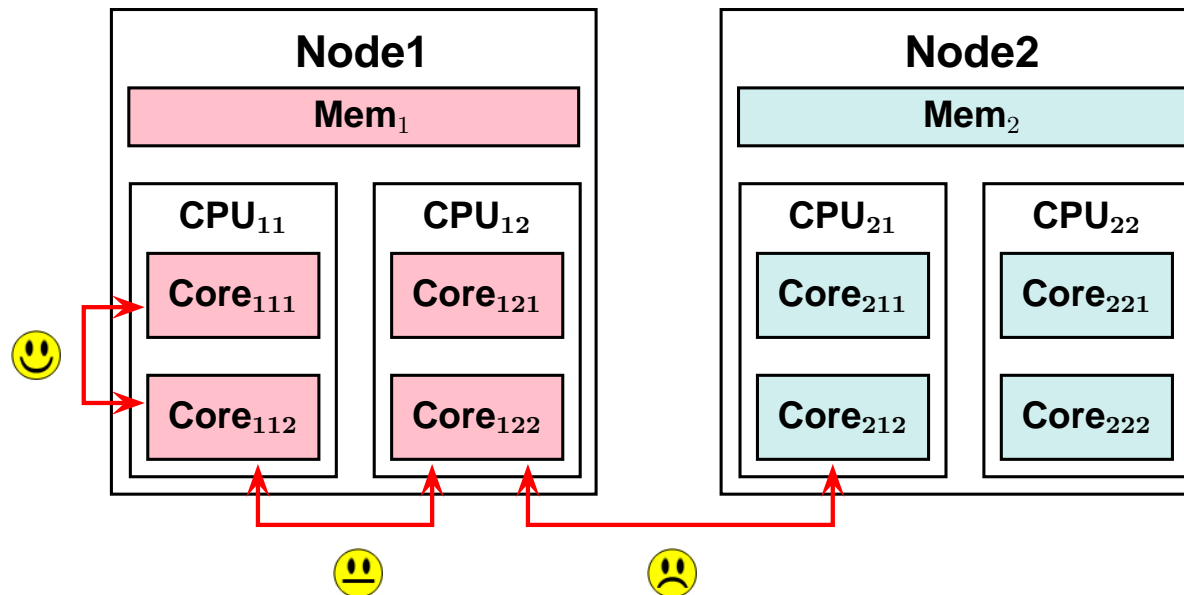 Node1
Node2
Mem₁
Mem₂
CPU₁₁
CPU₁₂
CPU₂₁
CPU₂₂
Core₁₁₁
Core₁₂₁
Core₂₁₁
Core₂₂₁
Core₁₁₂
Core₁₂₂
Core₂₁₂
Core₂₂₂